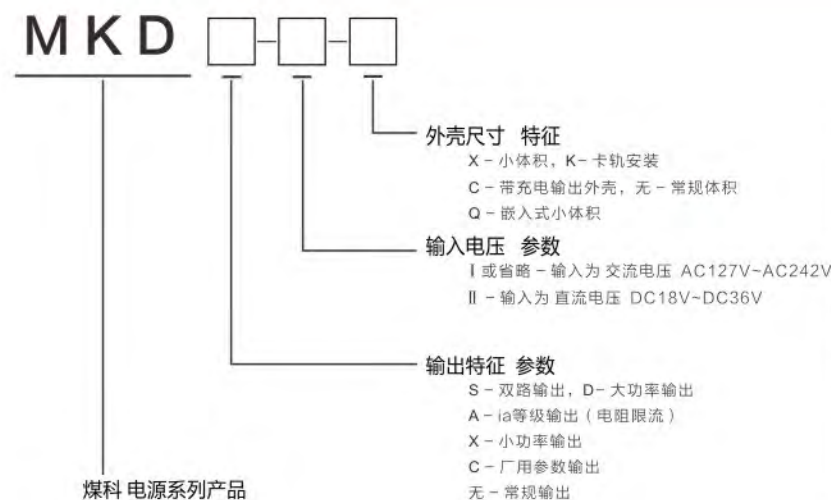 MKD □-□-□
外壳尺寸 特征
X - 小体积，K- 卡轨安装
C - 带充电输出外壳，无 - 常规体积
Q - 嵌入式小体积
输入电压 参数
Ⅰ 或省略 - 输入为 交流电压 AC127V~AC242V
Ⅱ - 输入为 直流电压 DC18V~DC36V
输出特征 参数
S - 双路输出，D- 大功率输出
A - ia等级输出（电阻限流）
X - 小功率输出
C - 厂用参数输出
无 - 常规输出
煤科 电源系列产品